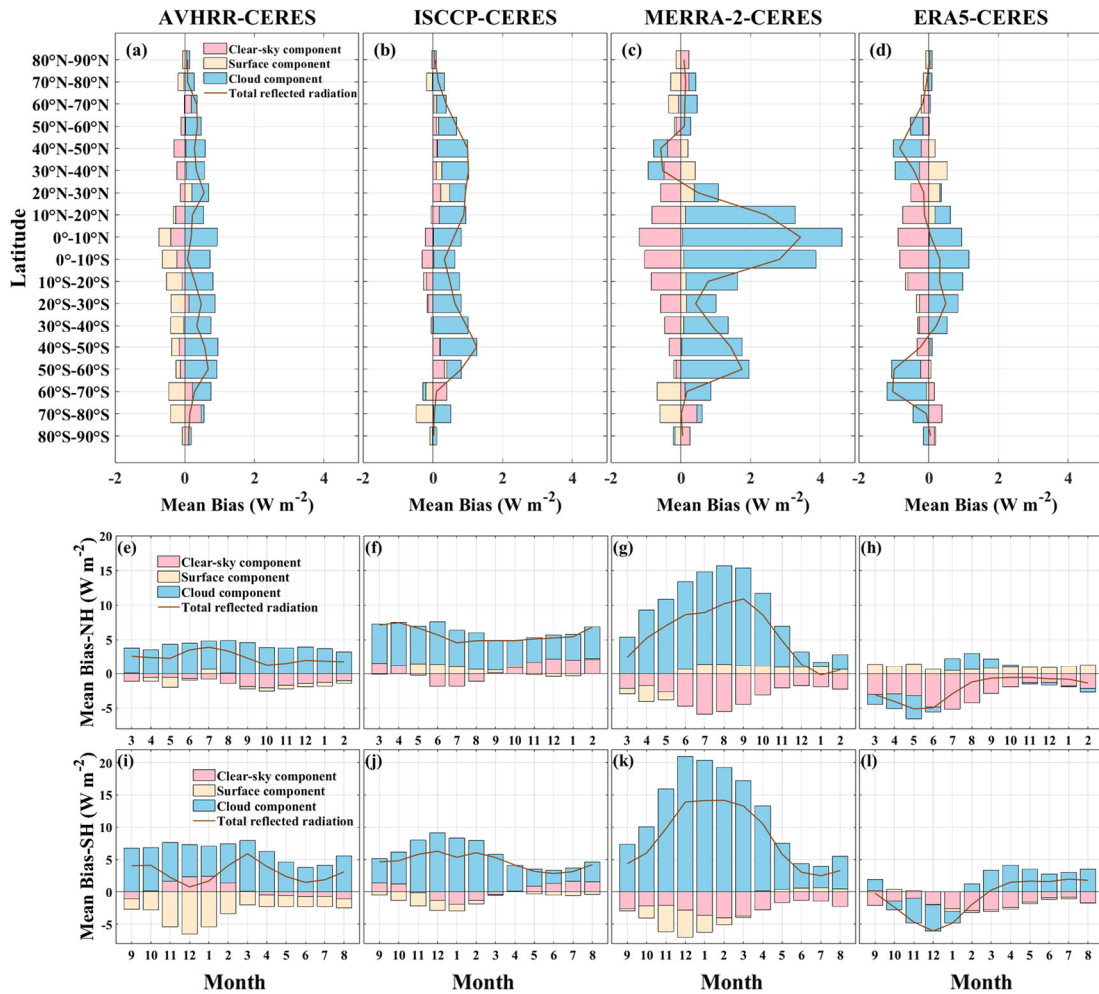 AVHRR-CERES ISCCP-CERES MERRA-2-CERES ERA5-CERES
(a) (b) (c) (d)
Clear-sky component
Surface component
Cloud component
Total reflected radiation
Clear-sky component
Surface component
Cloud component
Total reflected radiation
Latitude
80°N-90°N
70°N-80°N
60°N-70°N
50°N-60°N
40°N-50°N
30°N-40°N
20°N-30°N
10°N-20°N
0°-10°N
0°-10°S
10°S-20°S
20°S-30°S
30°S-40°S
40°S-50°S
50°S-60°S
60°S-70°S
70°S-80°S
80°S-90°S
-2 0 2 4 -2 0 2 4 -2 0 2 4 -2 0 2 4
Mean Bias (W m-2) Mean Bias (W m-2) Mean Bias (W m-2) Mean Bias (W m-2)
Mean Bias-NH (W m-2)
(e) (f) (g) (h)
20
15
10
5
0
-5
Clear-sky component
Surface component
Cloud component
Total reflected radiation
3 4 5 6 7 8 9 10 11 12 1 2 3 4 5 6 7 8 9 10 11 12 1 2 3 4 5 6 7 8 9 10 11 12 1 2 3 4 5 6 7 8 9 10 11 12 1 2
Mean Bias-SH (W m-2)
(i) (j) (k) (l)
20
15
10
5
0
-5
Clear-sky component
Surface component
Cloud component
Total reflected radiation
9 10 11 12 1 2 3 4 5 6 7 8 9 10 11 12 1 2 3 4 5 6 7 8 9 10 11 12 1 2 3 4 5 6 7 8 9 10 11 12 1 2 3 4 5 6 7 8
Month Month Month Month